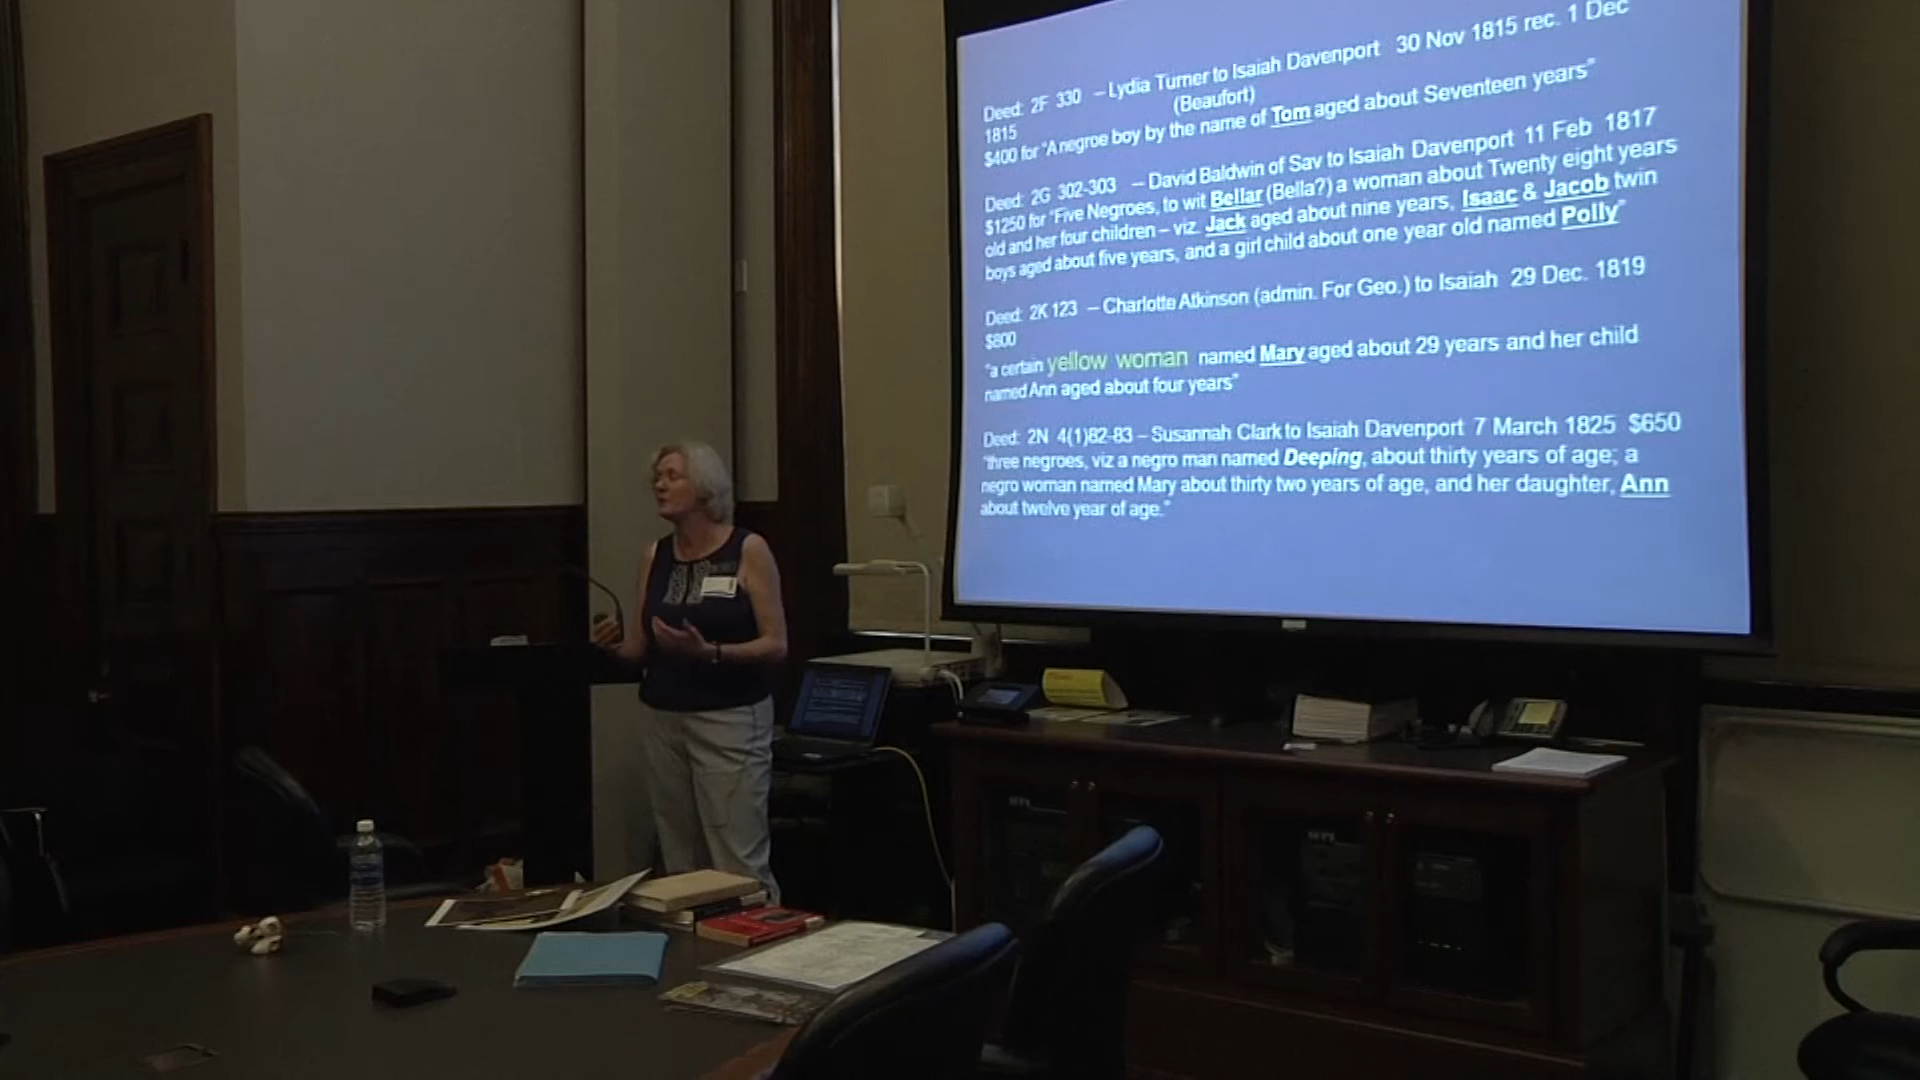 Deed: 2F 330 – Lydia Turner to Isaiah Davenport 30 Nov 1815 rec. 1 Dec
1815 (Beaufort)
$400 for "A negroe boy by the name of Tom aged about Seventeen years"
Deed: 2G 302-303 – David Baldwin of Sav to Isaiah Davenport 11 Feb 1817
$1250 for "Five Negroes, to wit Bellar (Bella?) a woman about Twenty eight years
old and her four children – viz. Jack aged about nine years, Isaac & Jacob twin
boys aged about five years, and a girl child about one year old named Polly"
Deed: 2K 123 – Charlotte Atkinson (admin. For Geo.) to Isaiah 29 Dec. 1819
$800
"a certain yellow woman named Mary aged about 29 years and her child
named Ann aged about four years"
Deed: 2N 4(1)82-83 – Susannah Clark to Isaiah Davenport 7 March 1825 $650
"three negroes, viz a negro man named Deeping, about thirty years of age; a
negro woman named Mary about thirty two years of age, and her daughter, Ann
about twelve year of age."